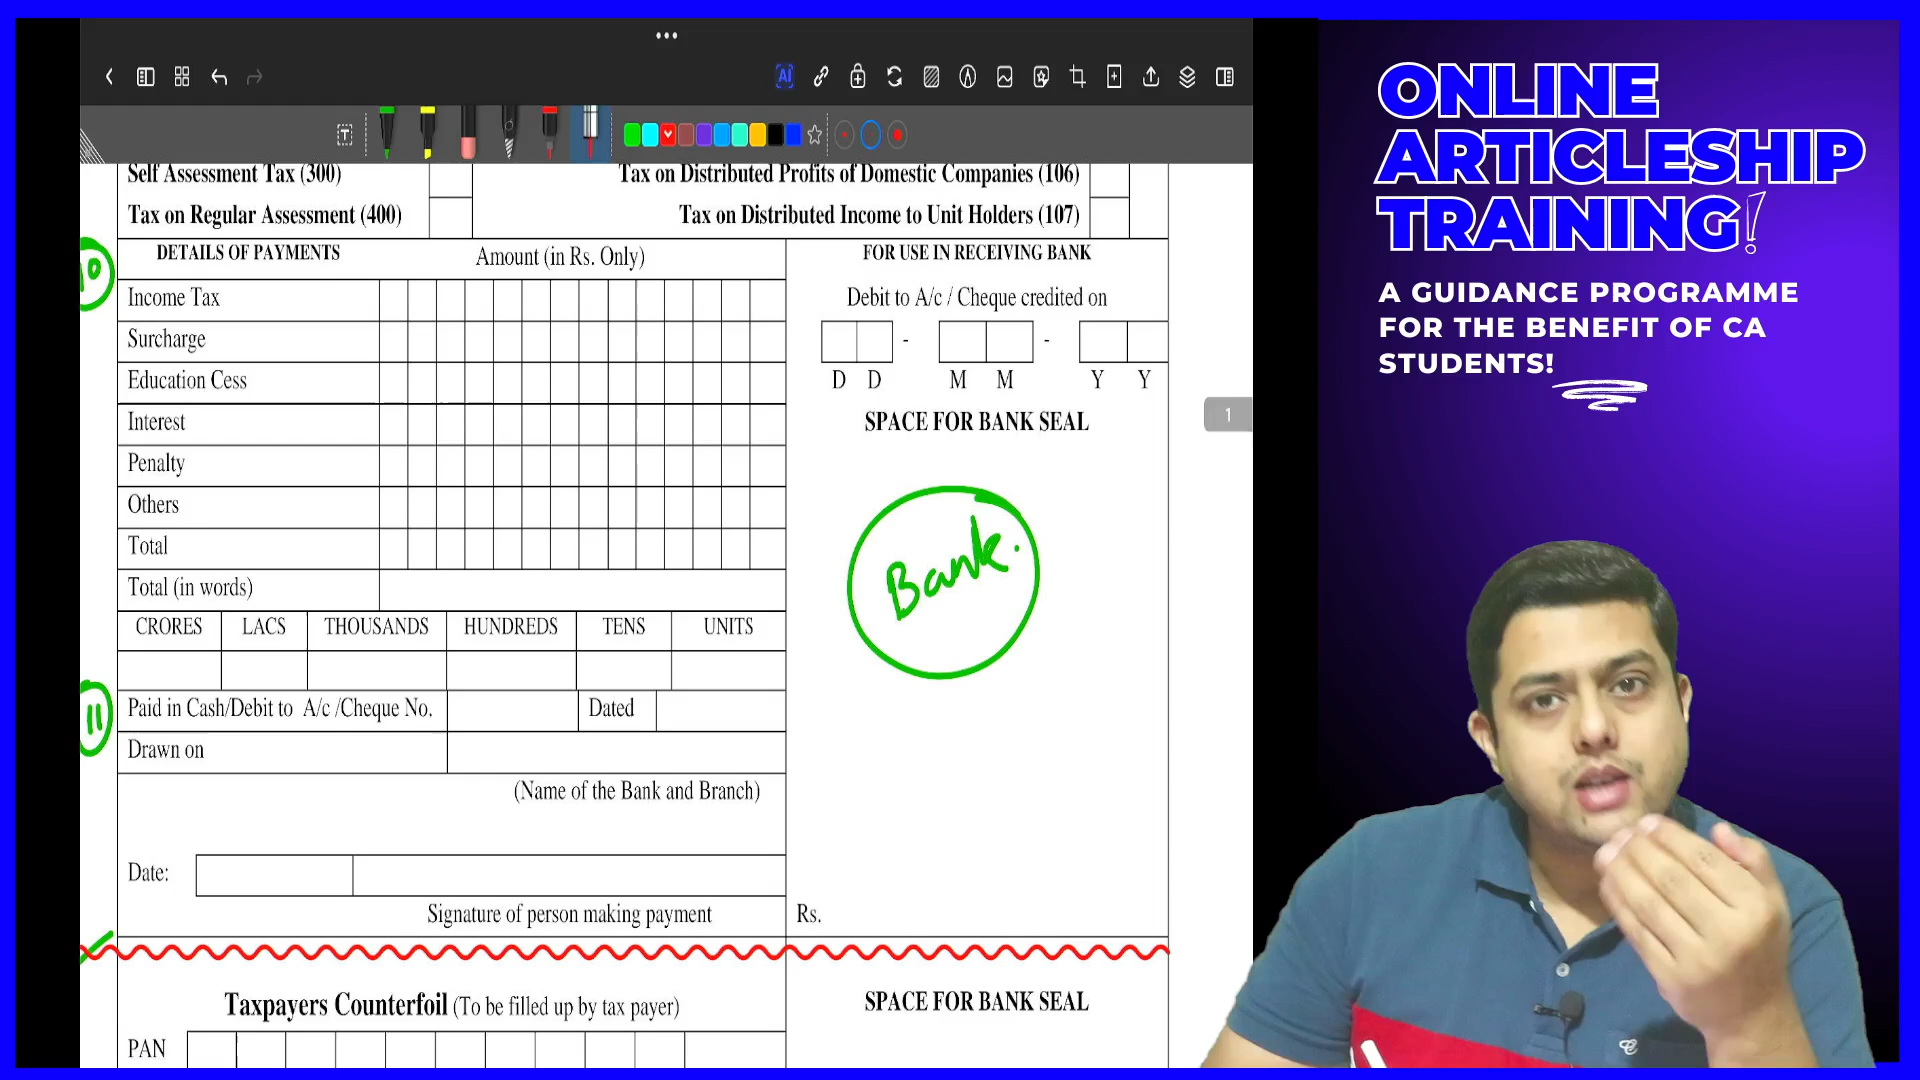 AI
T
ONLINE
ARTICLESHIP
TRAINING!
A GUIDANCE PROGRAMME
FOR THE BENEFIT OF CA
STUDENTS!
Self Assessment Tax (300)
Tax on Distributed Profits of Domestic Companies (106)
Tax on Regular Assessment (400)
Tax on Distributed Income to Unit Holders (107)
10
DETAILS OF PAYMENTS
Amount (in Rs. Only)
FOR USE IN RECEIVING BANK
Income Tax
Debit to A/c / Cheque credited on
Surcharge
- -
Education Cess
D D M M Y Y
Interest
SPACE FOR BANK SEAL
1
Penalty
Others
Total
Bank.
Total (in words)
CRORES LACS THOUSANDS HUNDREDS TENS UNITS
11
Paid in Cash/Debit to A/c /Cheque No.
Dated
Drawn on
(Name of the Bank and Branch)
Date:
Signature of person making payment
Rs.
Taxpayers Counterfoil (To be filled up by tax payer)
SPACE FOR BANK SEAL
PAN